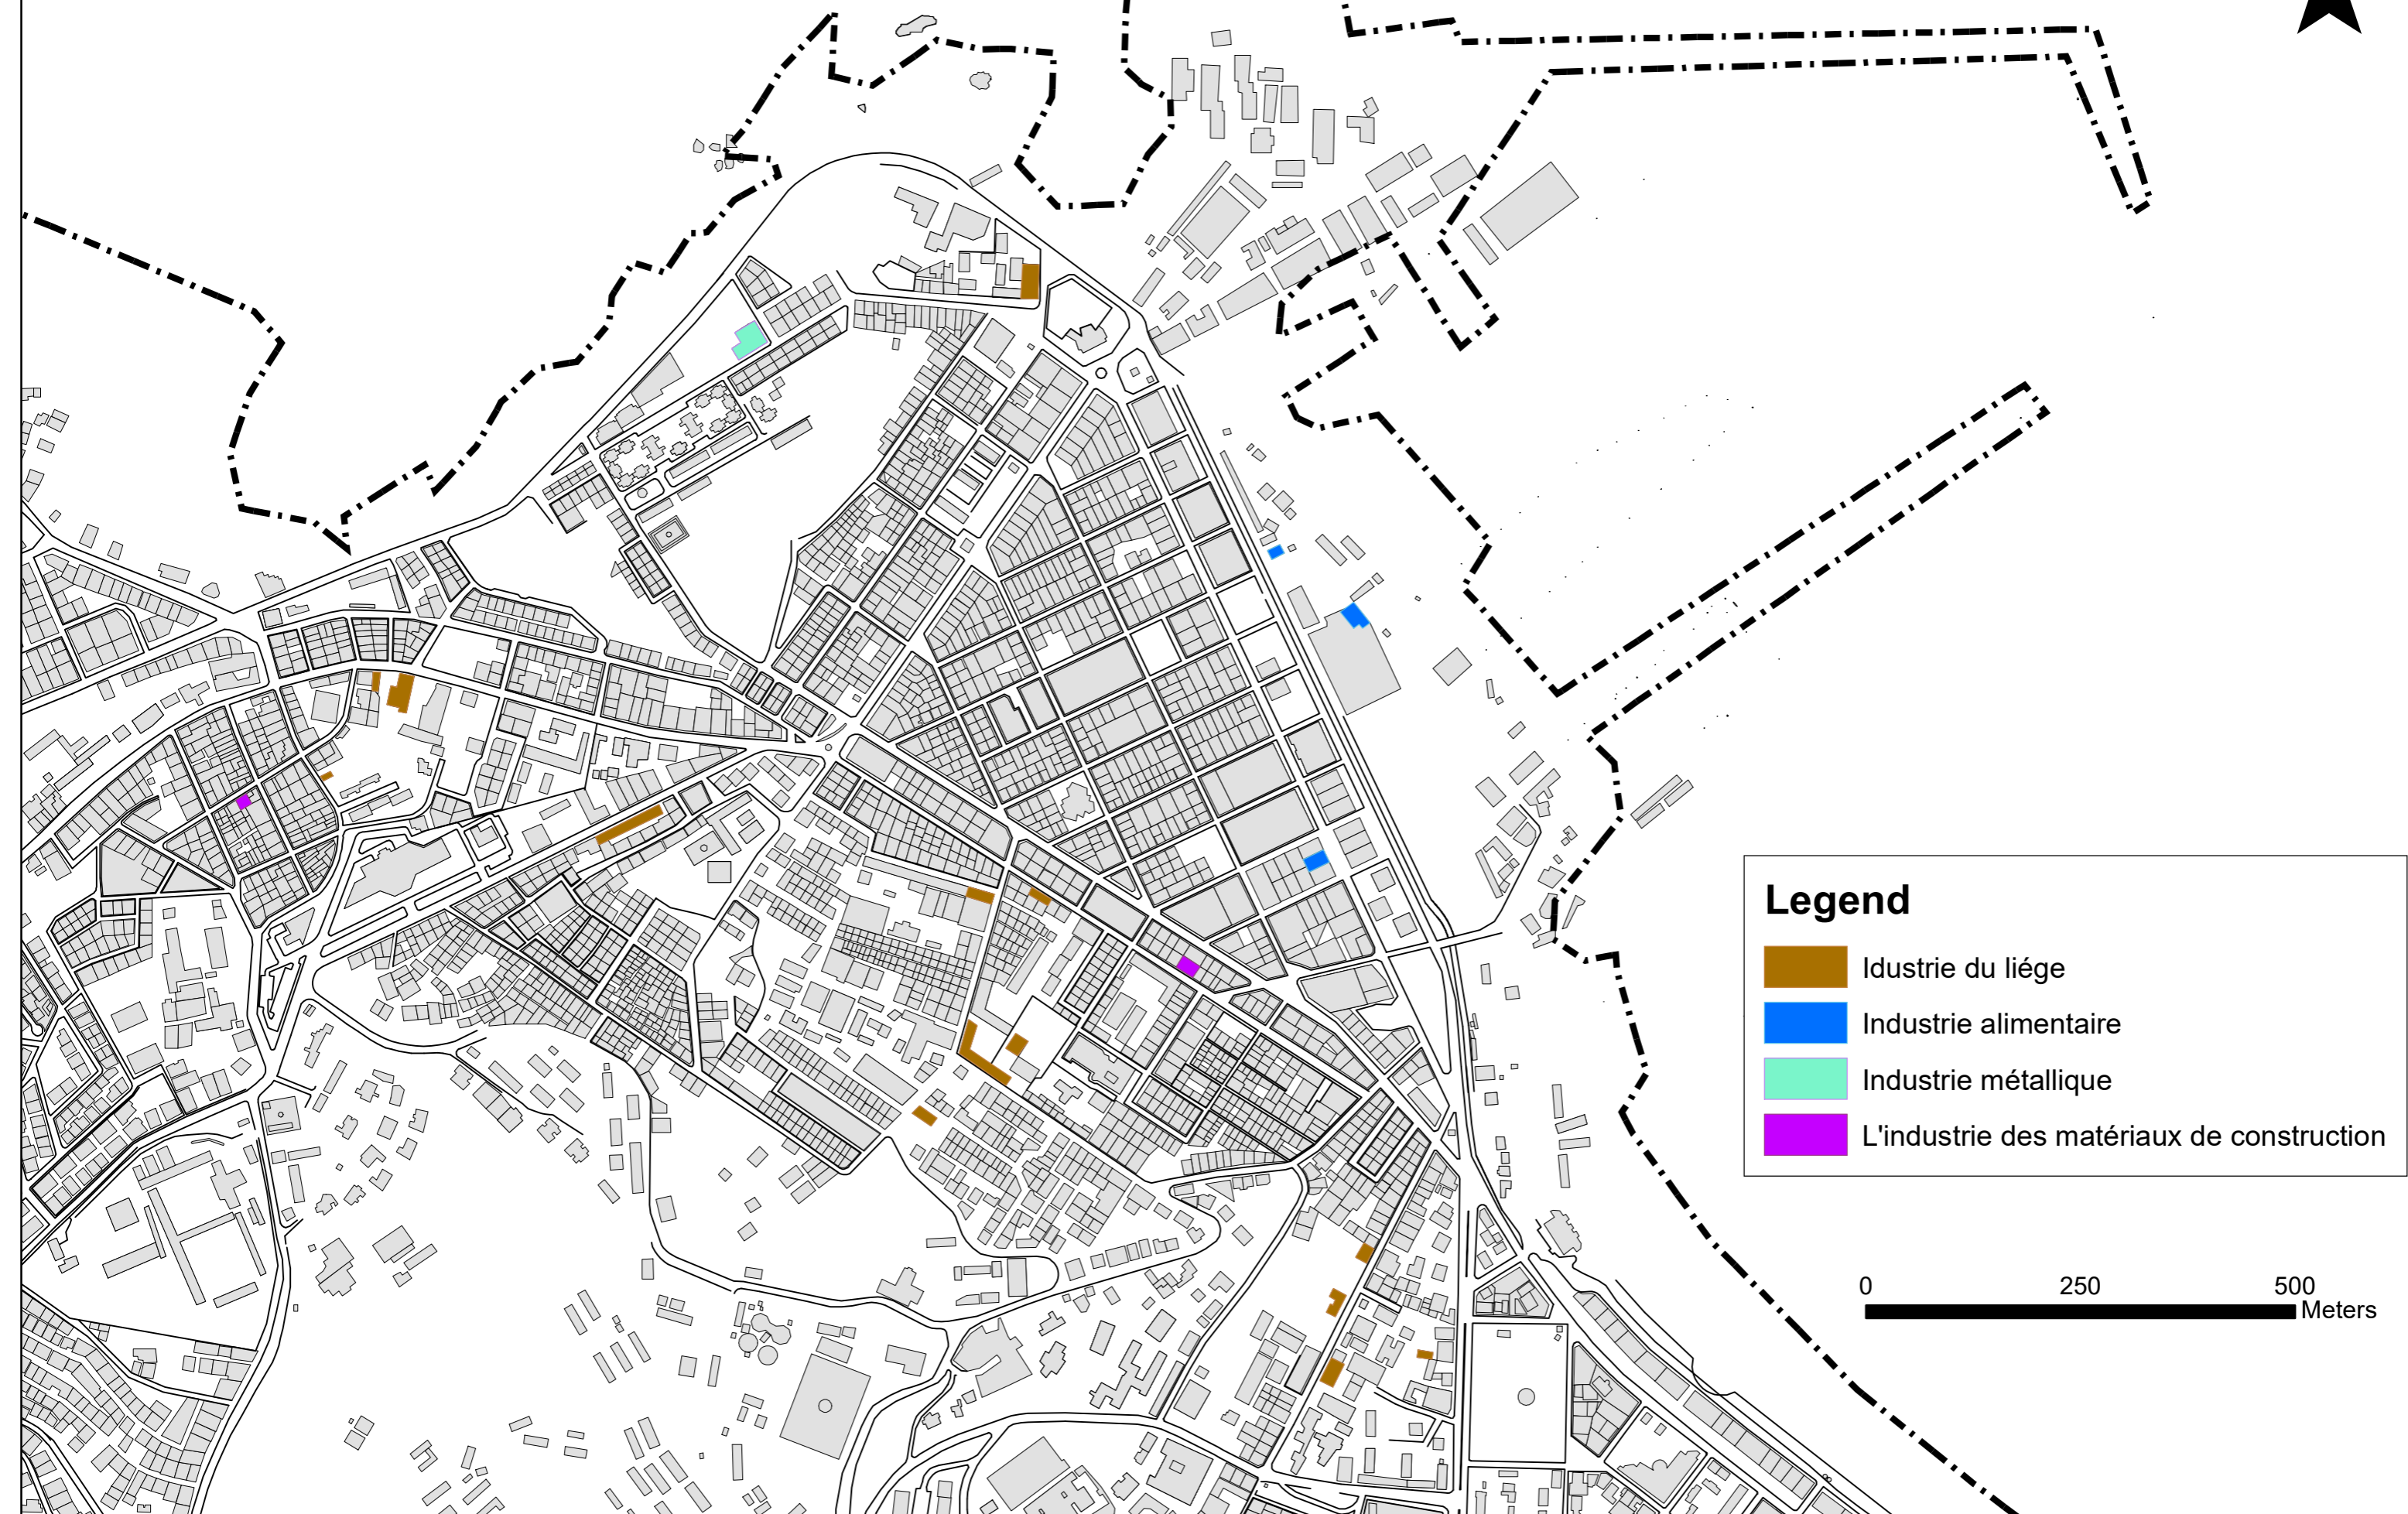 Legend
Idustrie du liége
Industrie alimentaire
Industrie métallique
L'industrie des matériaux de construction
0 250 500
Meters